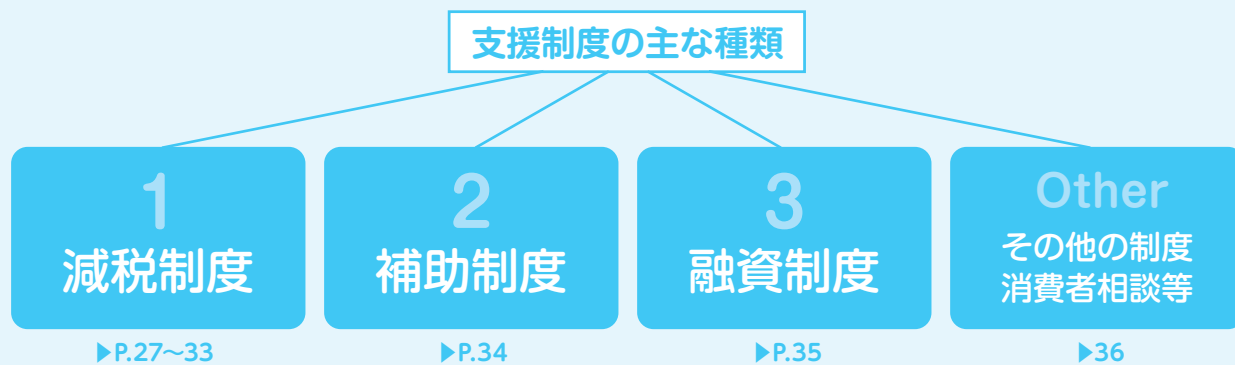 支援制度の主な種類
1
減税制度
▶P.27〜33
2
補助制度
▶P.34
3
融資制度
▶P.35
Other
その他の制度
消費者相談等
▶36